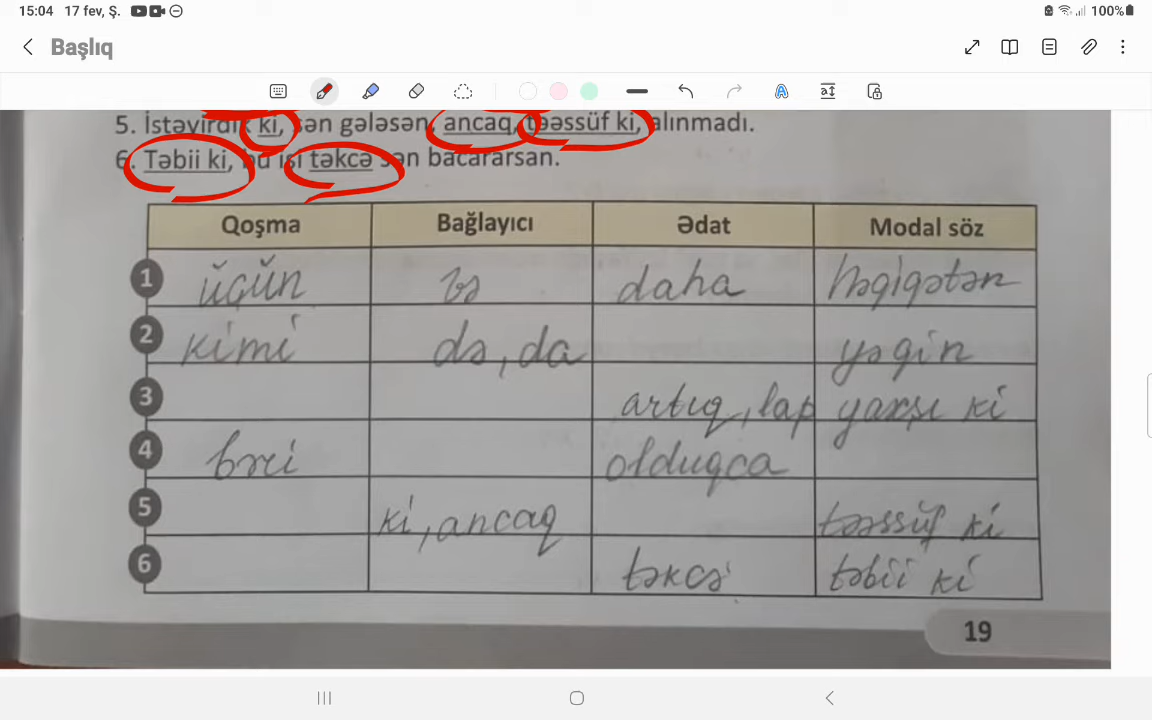 15:04 17 fev, Ş. 100%
Başlıq
5. İstəyirdik ki, sən gələsən, ancaq, təəssüf ki, alınmadı.
6. Təbii ki, bu işi təkcə sən bacararsan.
Qoşma Bağlayıcı Ədat Modal söz
1 üçün və daha həqiqətən
2 kimi də, da yəqin
3 artıq, lap yaxşı ki
4 olduqca
5 ki, ancaq təəssüf ki
6 təkcə təbii ki
19